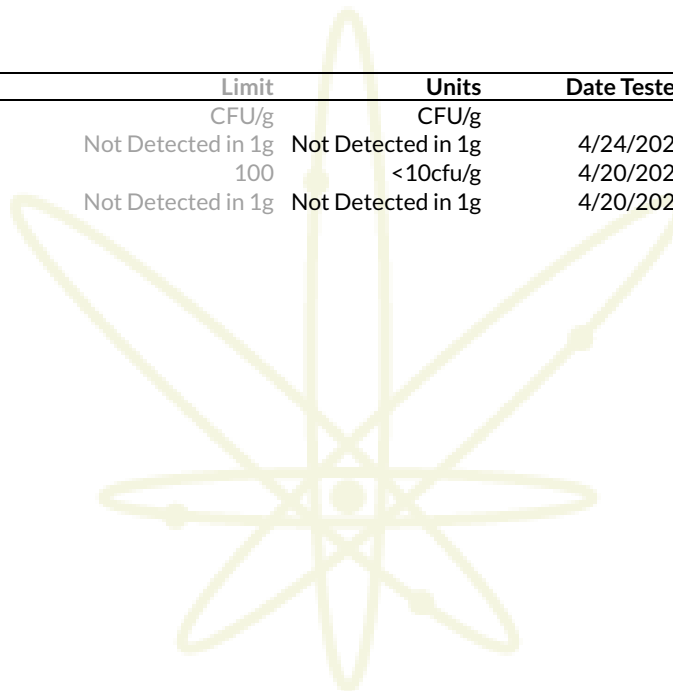 Limit Units Date Teste
CFU/g CFU/g
Not Detected in 1g Not Detected in 1g 4/24/202
100 <10cfu/g 4/20/202
Not Detected in 1g Not Detected in 1g 4/20/202